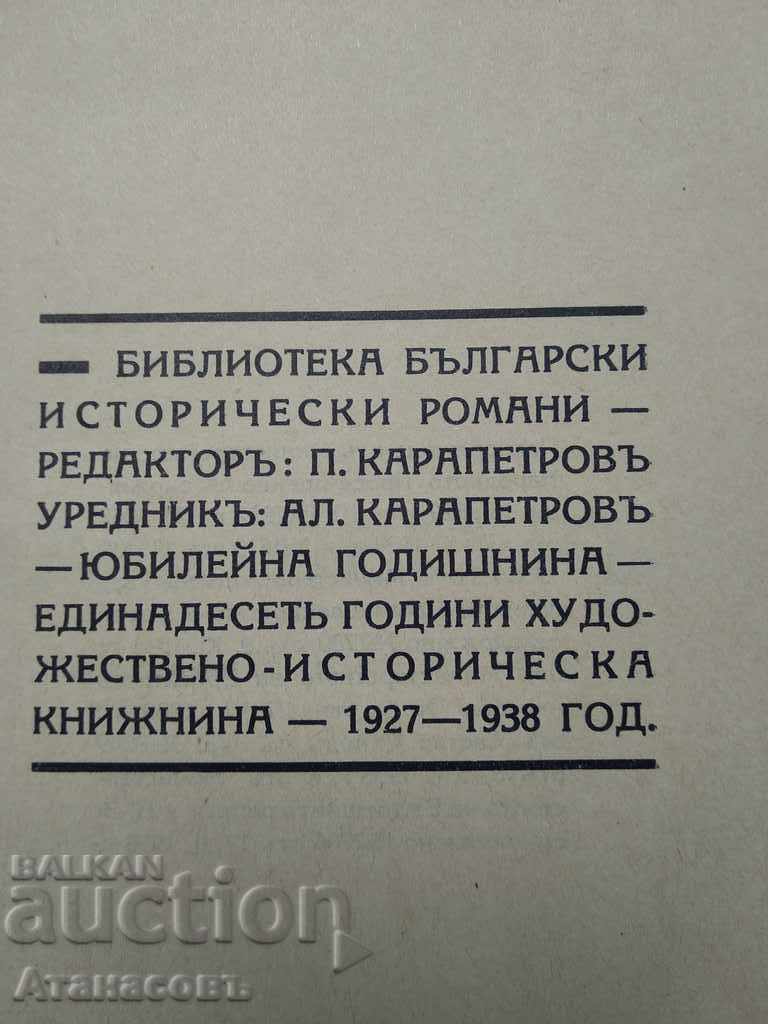 — БИБЛИОТЕКА БЪЛГАРСКИ
ИСТОРИЧЕСКИ РОМАНИ —
РЕДАКТОРЪ: П. КАРАПЕТРОВЪ
УРЕДНИКЪ: АЛ. КАРАПЕТРОВЪ
— ЮБИЛЕЙНА ГОДИШНИНА —
ЕДИНАДЕСЕТЬ ГОДИНИ ХУДО-
ЖЕСТВЕНО-ИСТОРИЧЕСКА
КНИЖНИНА — 1927—1938 ГОД.
BALKAN
auction
Атанасовъ